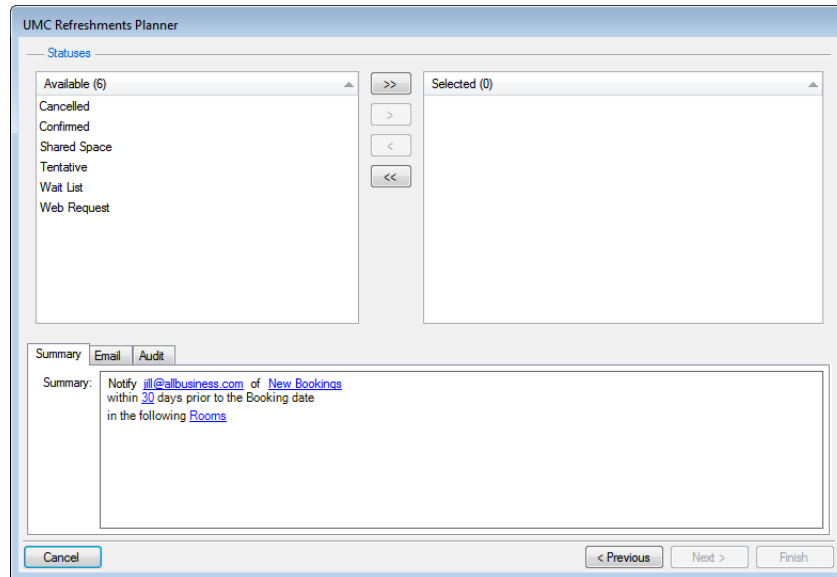 UMC Refreshments Planner
Statuses
Available (6)
>>
Selected (0)
Cancelled
Confirmed
Shared Space
Tentative
Wait List
Web Request
>
<
<<
Summary Email Audit
Summary: Notify jill@allbusiness.com of New Bookings
within 30 days prior to the Booking date
in the following Rooms
Cancel
< Previous
Next >
Finish